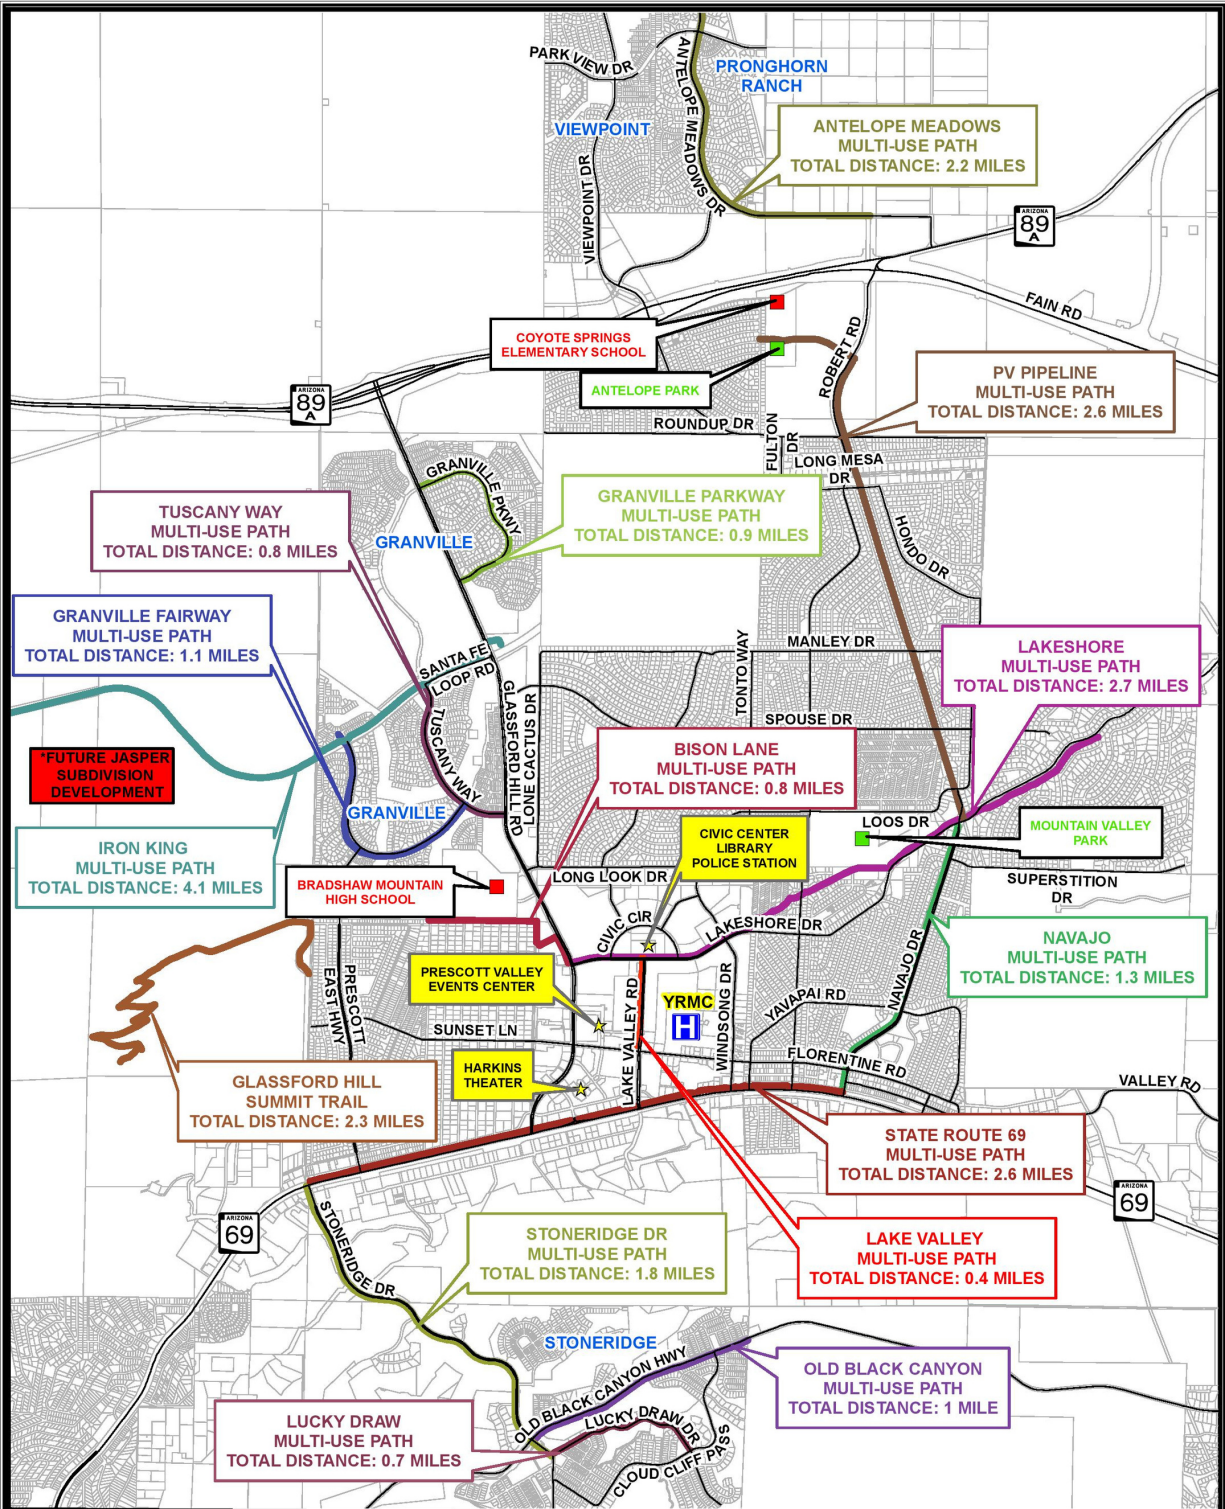 PARK VIEW DR
ANTELOPE MEADOWS DR
PRONGHORN
RANCH
VIEWPOINT
VIEWPOINT DR
ANTELOPE MEADOWS
MULTI-USE PATH
TOTAL DISTANCE: 2.2 MILES
ARIZONA
89
A
FAIN RD
COYOTE SPRINGS
ELEMENTARY SCHOOL
ROBERT RD
ANTELOPE PARK
PV PIPELINE
MULTI-USE PATH
TOTAL DISTANCE: 2.6 MILES
ARIZONA
89
A
ROUNDUP DR
FULTON
DR
LONG MESA
DR
GRANVILLE PKWY
GRANVILLE PARKWAY
MULTI-USE PATH
TOTAL DISTANCE: 0.9 MILES
TUSCANY WAY
MULTI-USE PATH
TOTAL DISTANCE: 0.8 MILES
GRANVILLE
HONDO DR
GRANVILLE FAIRWAY
MULTI-USE PATH
TOTAL DISTANCE: 1.1 MILES
SANTA FE
LOOP RD
MANLEY DR
LAKESHORE
MULTI-USE PATH
TOTAL DISTANCE: 2.7 MILES
TONTO WAY
GLASSFORD HILL RD
LONE CACTUS DR
TUSCANY WAY
SPOUSE DR
BISON LANE
MULTI-USE PATH
TOTAL DISTANCE: 0.8 MILES
*FUTURE JASPER
SUBDIVISION
DEVELOPMENT
GRANVILLE
LOOS DR
MOUNTAIN VALLEY
PARK
CIVIC CENTER
LIBRARY
POLICE STATION
IRON KING
MULTI-USE PATH
TOTAL DISTANCE: 4.1 MILES
BRADSHAW MOUNTAIN
HIGH SCHOOL
LONG LOOK DR
SUPERSTITION
DR
CIVIC CIR
LAKESHORE DR
NAVAJO
MULTI-USE PATH
TOTAL DISTANCE: 1.3 MILES
NAVAJO DR
PRESCOTT VALLEY
EVENTS CENTER
PRESCOTT
EAST HWY
LAKE VALLEY RD
YRMC
H
WINDSONG DR
YAVAPAI RD
SUNSET LN
FLORENTINE RD
HARKINS
THEATER
VALLEY RD
GLASSFORD HILL
SUMMIT TRAIL
TOTAL DISTANCE: 2.3 MILES
STATE ROUTE 69
MULTI-USE PATH
TOTAL DISTANCE: 2.6 MILES
ARIZONA
69
ARIZONA
69
STONERIDGE DR
STONERIDGE DR
MULTI-USE PATH
TOTAL DISTANCE: 1.8 MILES
LAKE VALLEY
MULTI-USE PATH
TOTAL DISTANCE: 0.4 MILES
STONERIDGE
OLD BLACK CANYON HWY
OLD BLACK CANYON
MULTI-USE PATH
TOTAL DISTANCE: 1 MILE
LUCKY DRAW
MULTI-USE PATH
TOTAL DISTANCE: 0.7 MILES
LUCKY DRAW DR
CLOUD CLIFF PASS